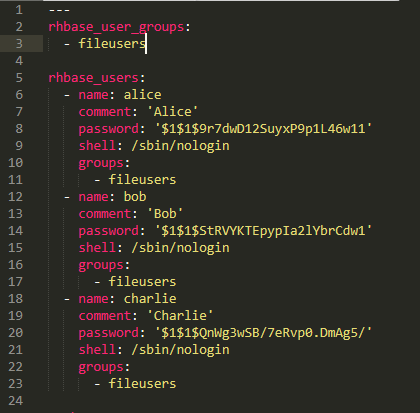 1 ---
2 rhbase_user_groups:
3   - fileusers
4
5 rhbase_users:
6   - name: alice
7     comment: 'Alice'
8     password: '$1$1$9r7dwD12SuyxP9p1L46w11'
9     shell: /sbin/nologin
10     groups:
11       - fileusers
12   - name: bob
13     comment: 'Bob'
14     password: '$1$1$StRVYKTEpypIa2lYbrCdw1'
15     shell: /sbin/nologin
16     groups:
17       - fileusers
18   - name: charlie
19     comment: 'Charlie'
20     password: '$1$1$QnWg3wSB/7eRvp0.DmAg5/'
21     shell: /sbin/nologin
22     groups:
23       - fileusers
24